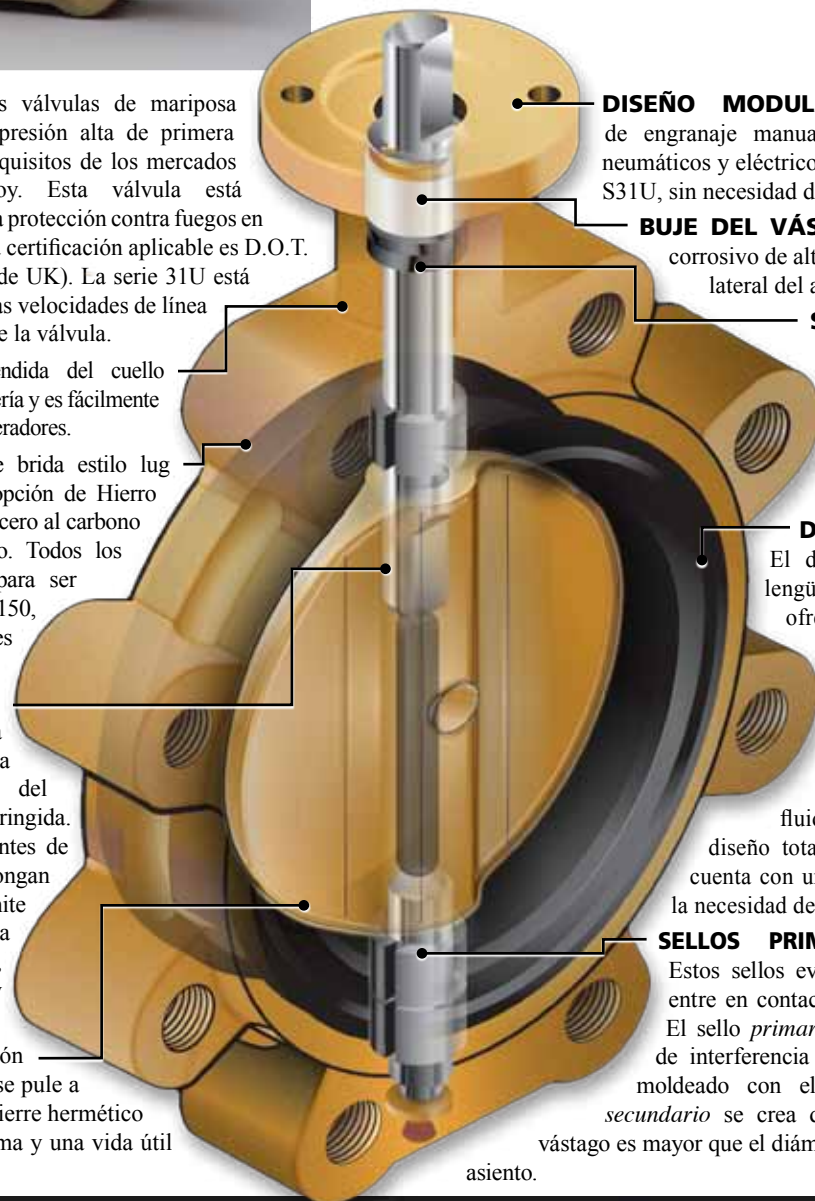 s válvulas de mariposa
presión alta de primera
quisitos de los mercados
oy. Esta válvula está
a protección contra fuegos en
certificación aplicable es D.O.T.
de UK). La serie 31U está
as velocidades de línea
e la válvula.
endida del cuello
ería y es fácilmente
eradores.
e brida estilo lug
opción de Hierro
cero al carbono
o. Todos los
para ser
150,
es
a
a
del
ringida.
ntes de
ongan
nite
a
ón
se pule a
ierre hermético
ma y una vida útil
DISEÑO MODUL
de engranaje manua
neumáticos y eléctrico
S31U, sin necesidad d
BUJE DEL VÁS
corrosivo de alt
lateral del a
S
D
El d
lengü
ofre
fluid
diseño tota
cuenta con u
la necesidad de
SELLOS PRIM
Estos sellos ev
entre en contac
El sello primar
de interferencia
moldeado con el
secundario se crea c
vástago es mayor que el diám
asiento.